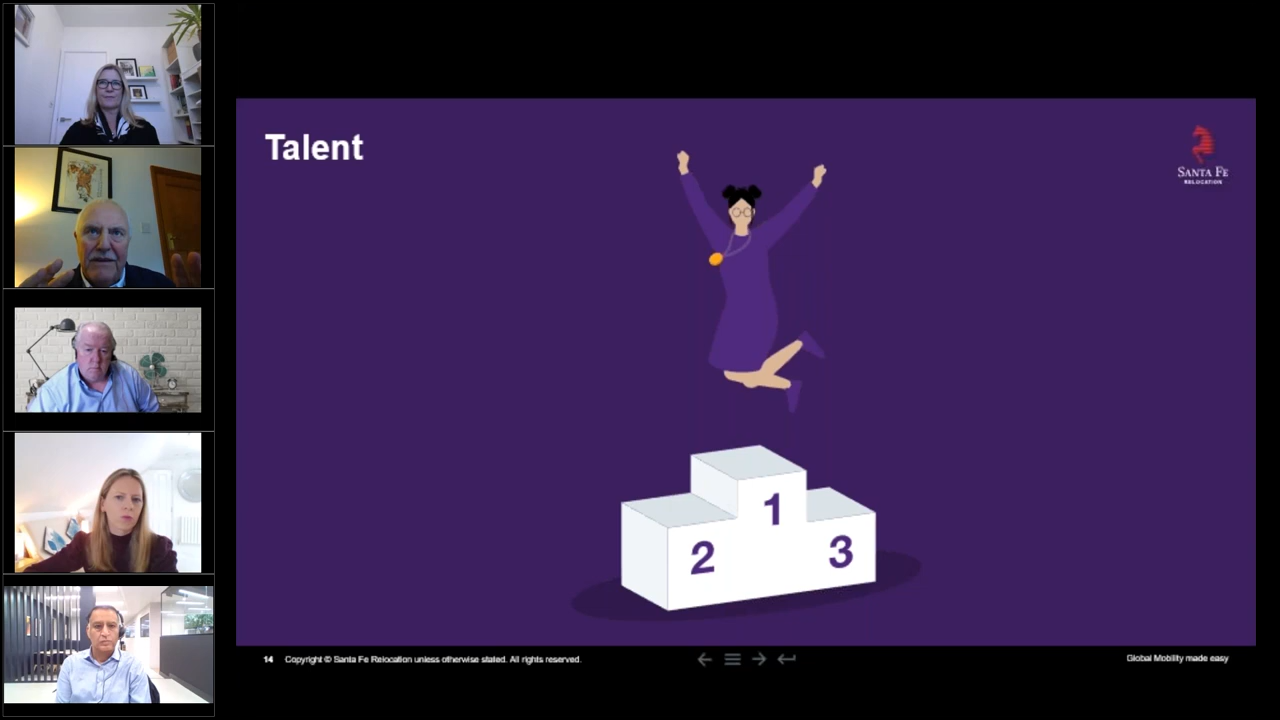 Talent
SANTA FE
RELOCATION
1
2
3
14 Copyright © Santa Fe Relocation unless otherwise stated. All rights reserved.
Global Mobility made easy